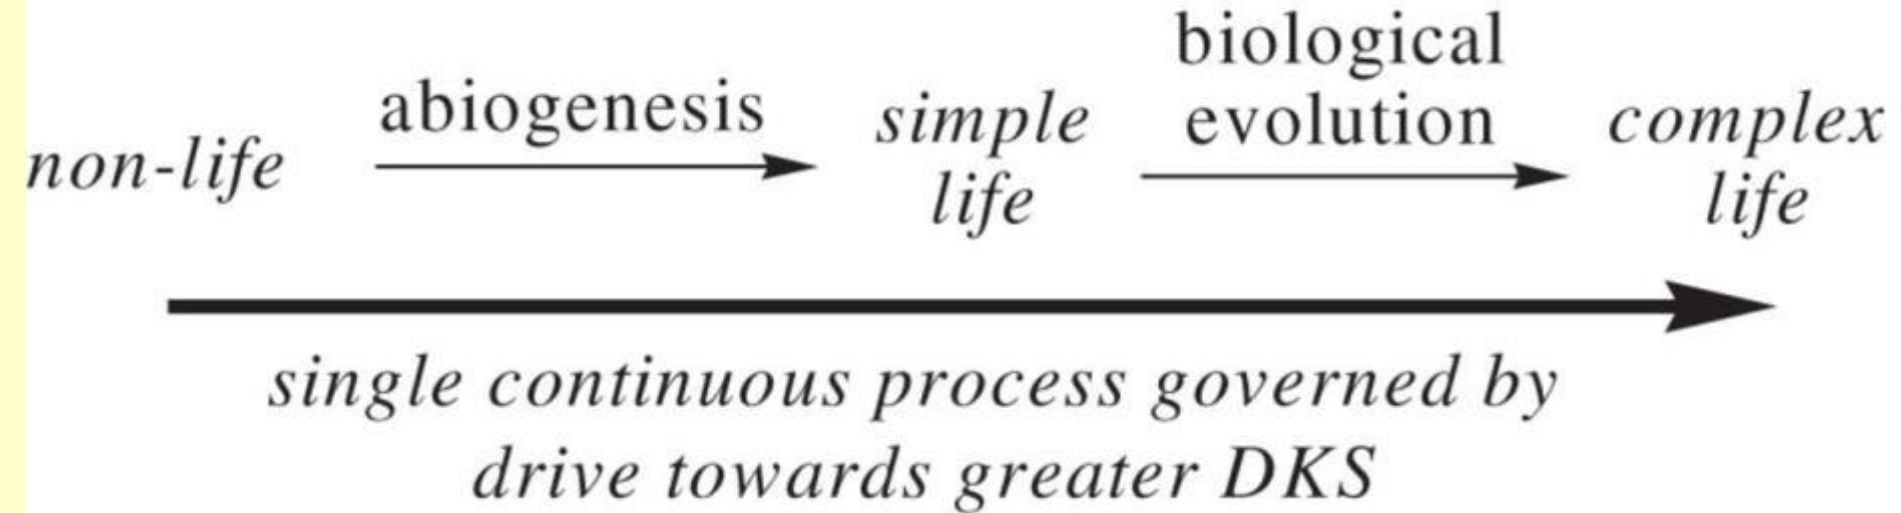 non-life
abiogenesis
simple
life
biological
evolution
complex
life
single continuous process governed by
drive towards greater DKS